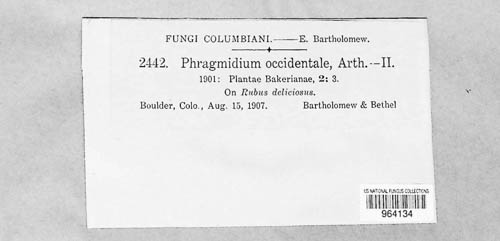 FUNGI COLUMBIANI.——E. Bartholomew.
2442. Phragmidium occidentale, Arth.—II.
1901: Plantae Bakerianae, 2: 3.
On Rubus deliciosus.
Boulder, Colo., Aug. 15, 1907. Bartholomew & Bethel
US NATIONAL FUNGUS COLLECTIONS
964134